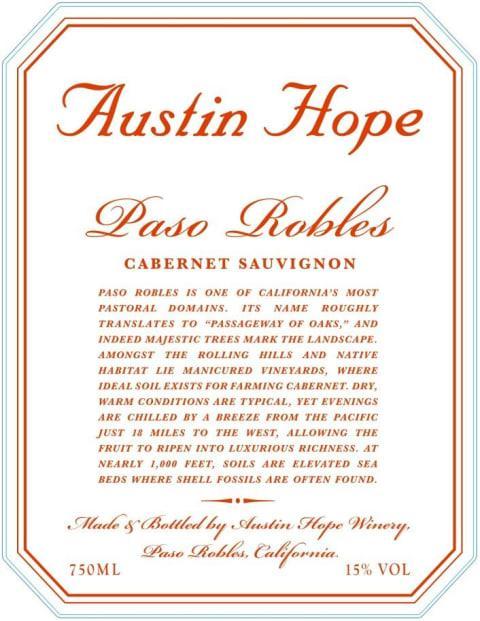 Austin Hope
Paso Robles
CABERNET SAUVIGNON
PASO ROBLES IS ONE OF CALIFORNIA'S MOST
PASTORAL DOMAINS. ITS NAME ROUGHLY
TRANSLATES TO “PASSAGEWAY OF OAKS,” AND
INDEED MAJESTIC TREES MARK THE LANDSCAPE.
AMONGST THE ROLLING HILLS AND NATIVE
HABITAT LIE MANICURED VINEYARDS, WHERE
IDEAL SOIL EXISTS FOR FARMING CABERNET. DRY,
WARM CONDITIONS ARE TYPICAL, YET EVENINGS
ARE CHILLED BY A BREEZE FROM THE PACIFIC
JUST 18 MILES TO THE WEST, ALLOWING THE
FRUIT TO RIPEN INTO LUXURIOUS RICHNESS. AT
NEARLY 1,000 FEET, SOILS ARE ELEVATED SEA
BEDS WHERE SHELL FOSSILS ARE OFTEN FOUND.
Made & Bottled by Austin Hope Winery,
Paso Robles, California.
750ML 15% VOL